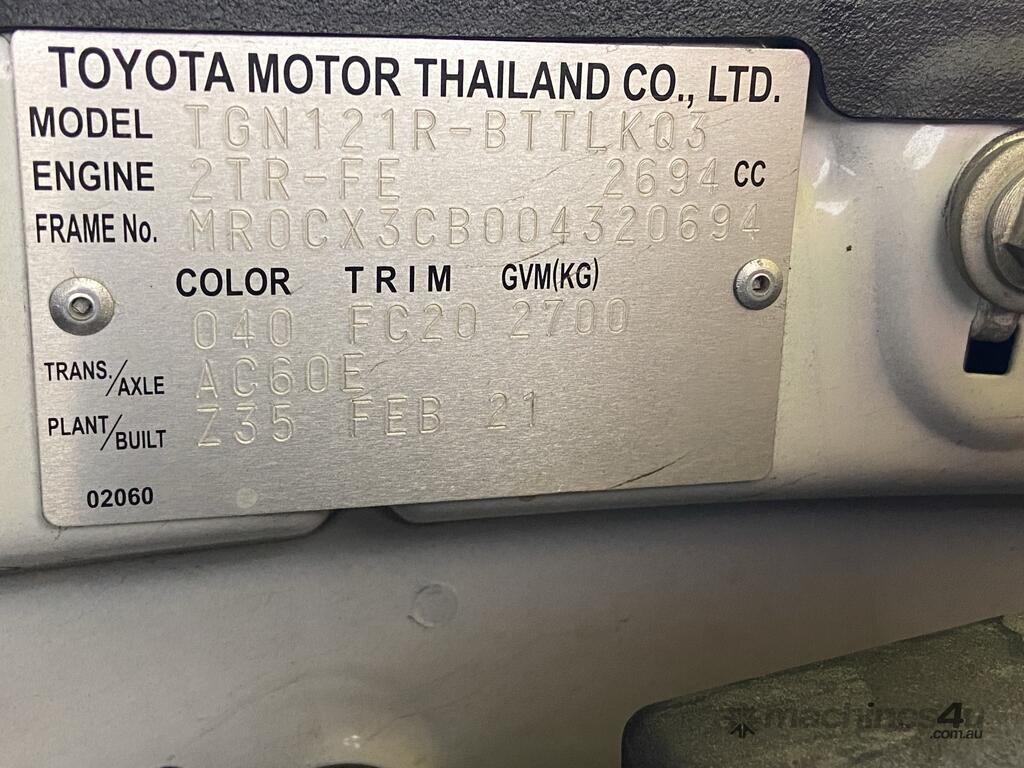 TOYOTA MOTOR THAILAND CO., LTD.
MODEL TGN121R-BTTLKQ3
ENGINE 2TR-FE 2694 CC
FRAME No. MR0CX3CB004320694
COLOR TRIM GVM(KG)
040 FC20 2700
TRANS./AXLE AC60E
PLANT/BUILT Z35 FEB 21
02060
machines4u
.com.au